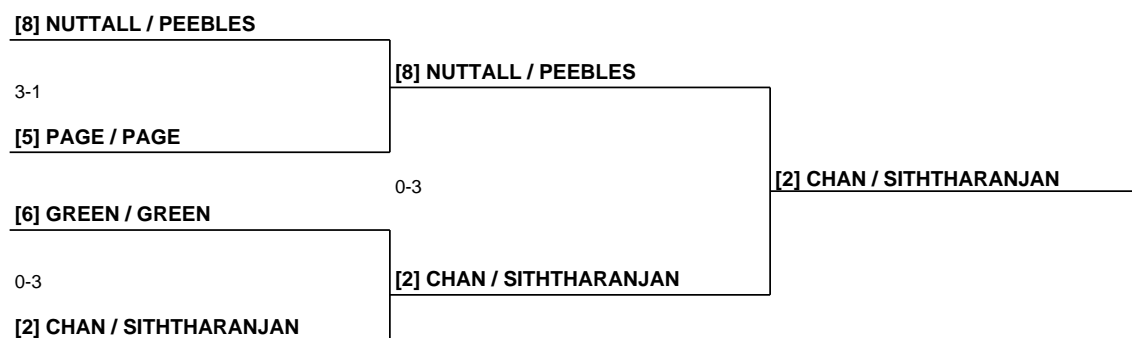 [8] NUTTALL / PEEBLES
[8] NUTTALL / PEEBLES
3-1
[5] PAGE / PAGE
[2] CHAN / SITHTHARANJAN
0-3
[6] GREEN / GREEN
[2] CHAN / SITHTHARANJAN
0-3
[2] CHAN / SITHTHARANJAN